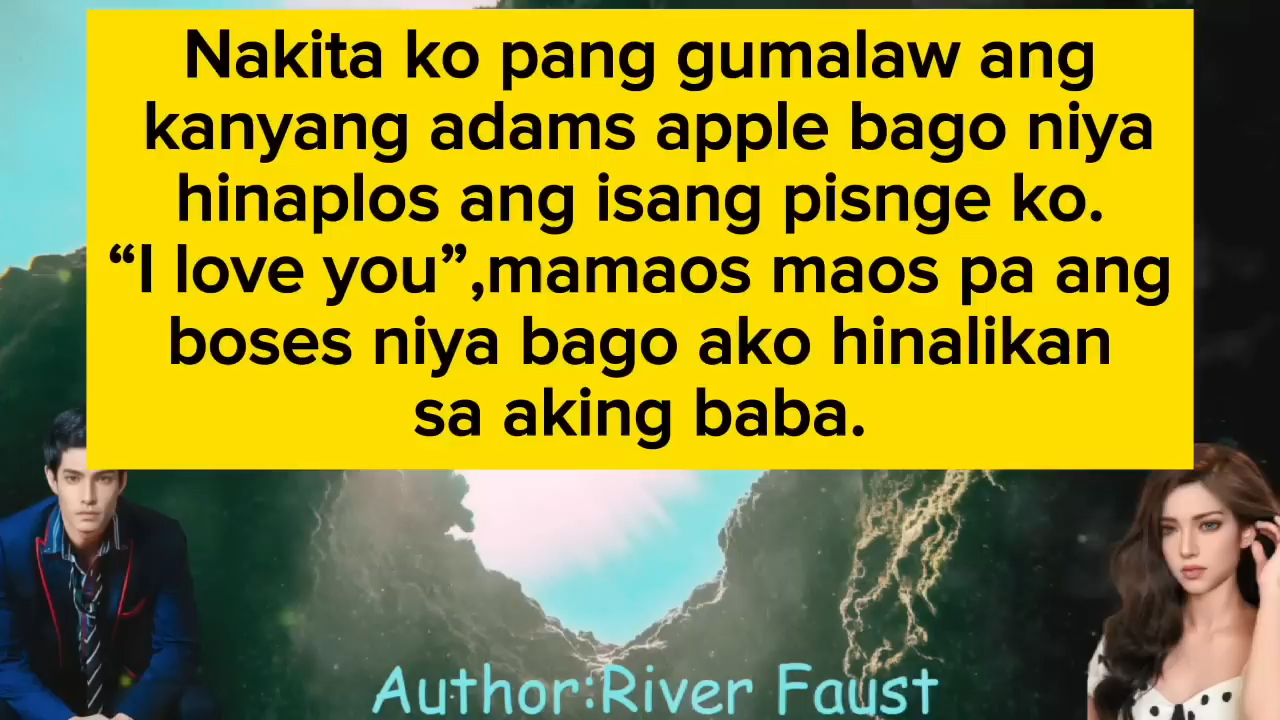 Nakita ko pang gumalaw ang
kanyang adams apple bago niya
hinaplos ang isang pisnge ko.
“I love you”,mamaos maos pa ang
boses niya bago ako hinalikan
sa aking baba.
Author:River Faust